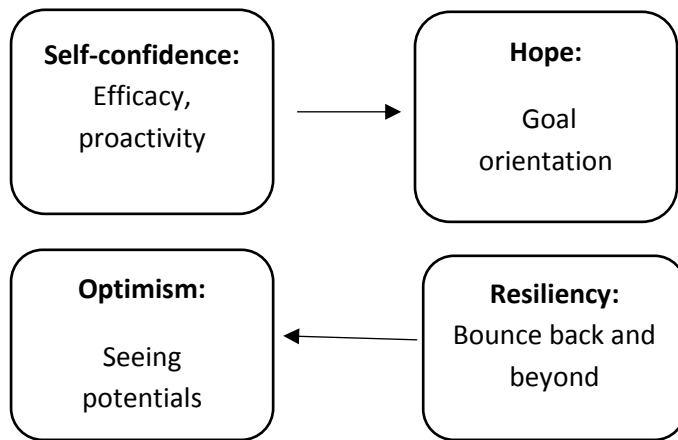 Self-confidence:
Efficacy,
proactivity
Hope:
Goal
orientation
Optimism:
Seeing
potentials
Resiliency:
Bounce back and
beyond